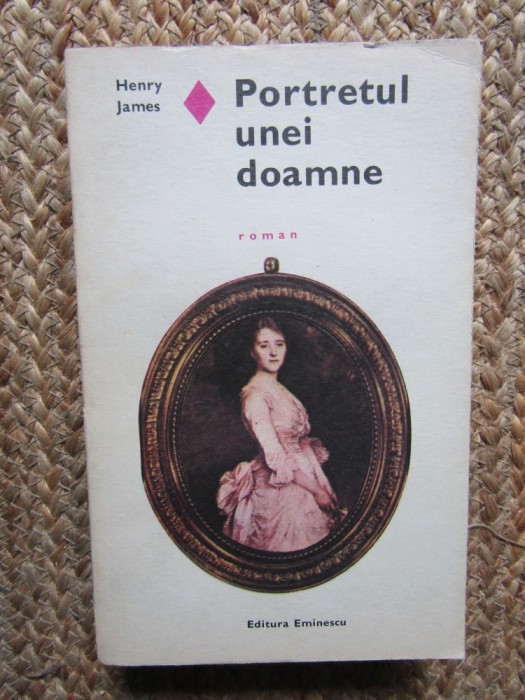 Henry
James
Portretul
unei
doamne
roman
Editura Eminescu